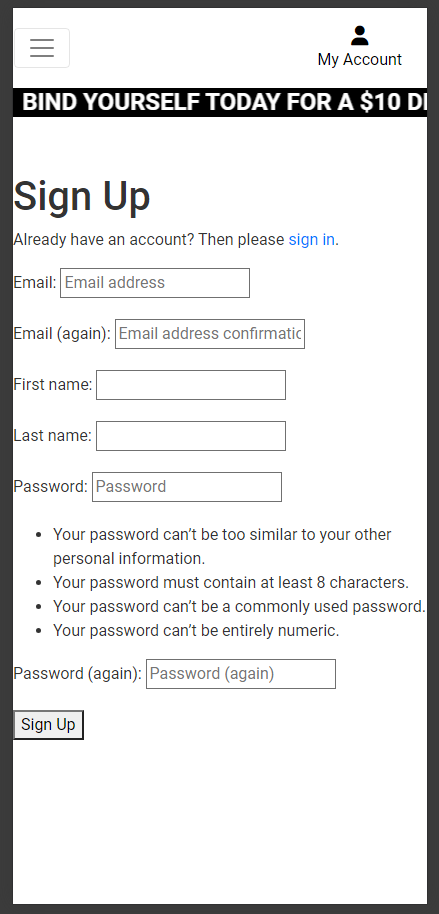 My Account
BIND YOURSELF TODAY FOR A $10
Sign Up
Already have an account? Then please sign in.
Email: Email address
Email (again): Email address confirmatic
First name:
Last name:
Password: Password
Your password can’t be too similar to your other
personal information.
Your password must contain at least 8 characters.
Your password can’t be a commonly used password.
Your password can’t be entirely numeric.
Password (again): Password (again)
Sign Up